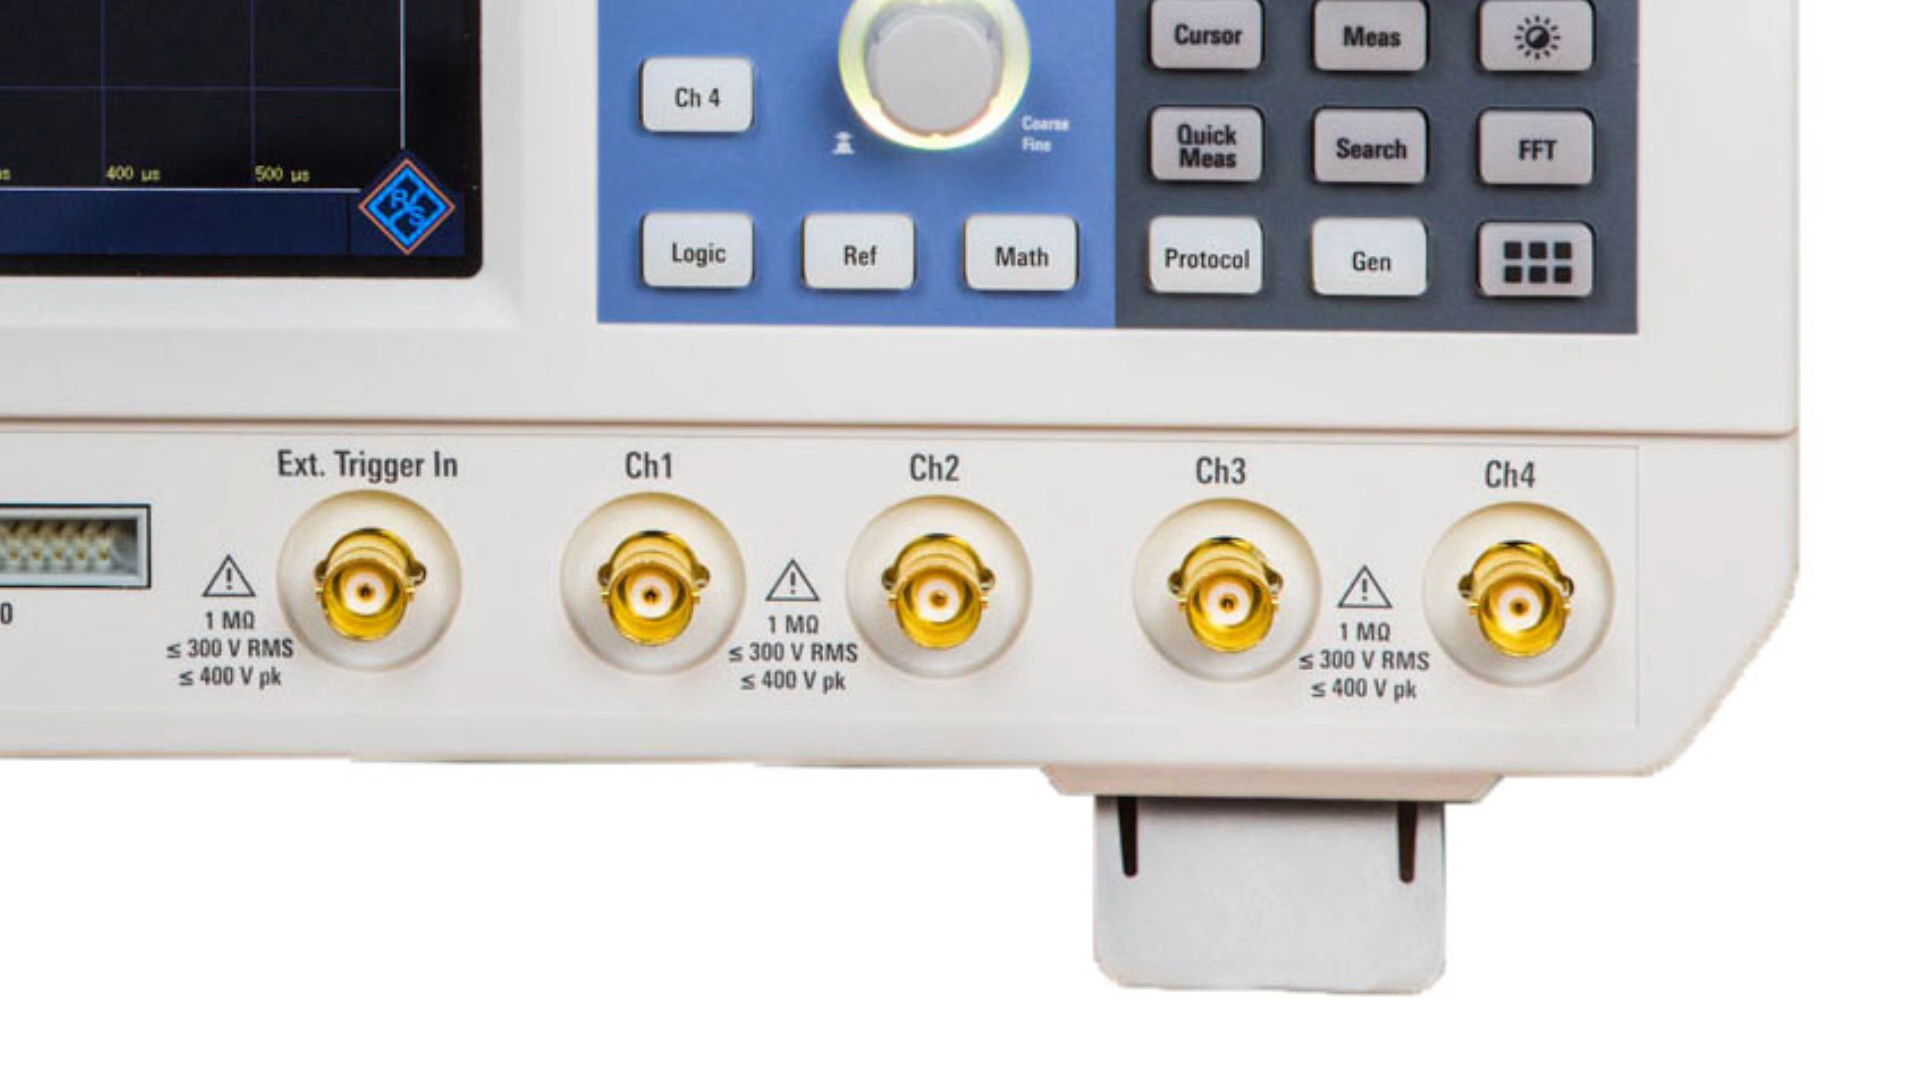 Cursor
Meas
Ch 4
Coarse
Fine
Quick
Meas
Search
FFT
400 µs
500 µs
R/S
Logic
Ref
Math
Protocol
Gen
Ext. Trigger In
Ch1
Ch2
Ch3
Ch4
1 MΩ
≤ 300 V RMS
≤ 400 V pk
1 MΩ
≤ 300 V RMS
≤ 400 V pk
1 MΩ
≤ 300 V RMS
≤ 400 V pk